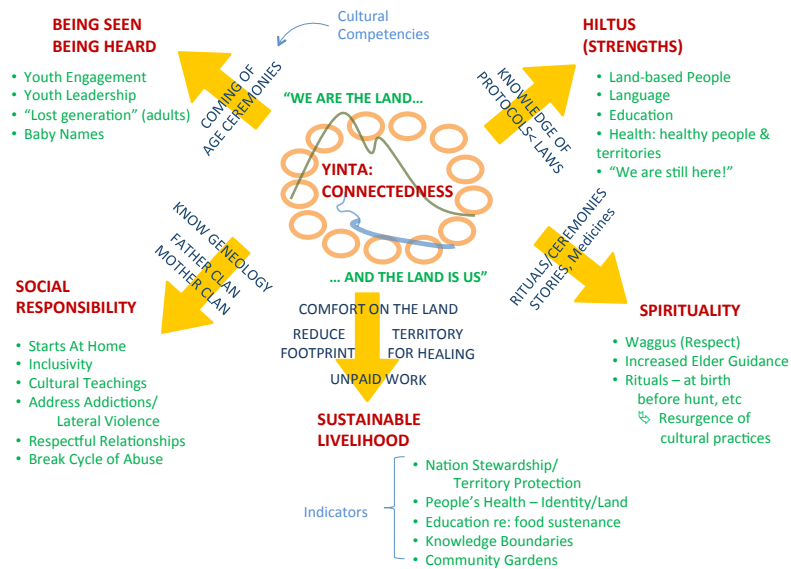 BEING SEEN
BEING HEARD
• Youth Engagement
• Youth Leadership
• “Lost generation” (adults)
• Baby Names
COMING OF
AGE CEREMONIES
Cultural
Competencies
HILTUS
(STRENGTHS)
• Land-based People
• Language
• Education
• Health: healthy people &
territories
• “We are still here!”
KNOWLEDGE OF
PROTOCOLS< LAWS
“WE ARE THE LAND…
YINTA:
CONNECTEDNESS
… AND THE LAND IS US”
KNOW GENEOLOGY
FATHER CLAN
MOTHER CLAN
SOCIAL
RESPONSIBILITY
• Starts At Home
• Inclusivity
• Cultural Teachings
• Address Addictions/
Lateral Violence
• Respectful Relationships
• Break Cycle of Abuse
RITUALS/CEREMONIES
STORIES, Medicines
SPIRITUALITY
• Waggus (Respect)
• Increased Elder Guidance
• Rituals – at birth
before hunt, etc
Resurgence of
cultural practices
COMFORT ON THE LAND
REDUCE TERRITORY
FOOTPRINT FOR HEALING
UNPAID WORK
SUSTAINABLE
LIVELIHOOD
Indicators
• Nation Stewardship/
Territory Protection
• People’s Health – Identity/Land
• Education re: food sustenance
• Knowledge Boundaries
• Community Gardens